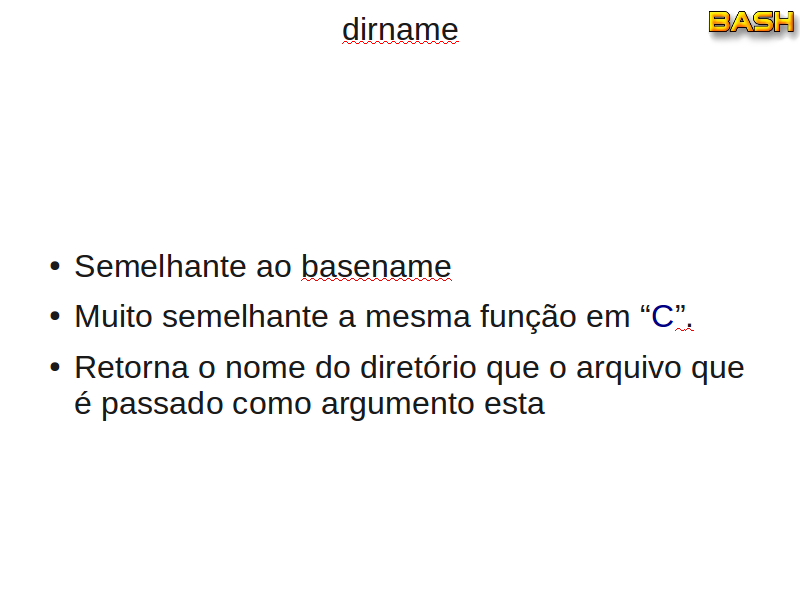 dirname
BASH
• Semelhante ao basename
• Muito semelhante a mesma função em “C”.
• Retorna o nome do diretório que o arquivo que
é passado como argumento esta